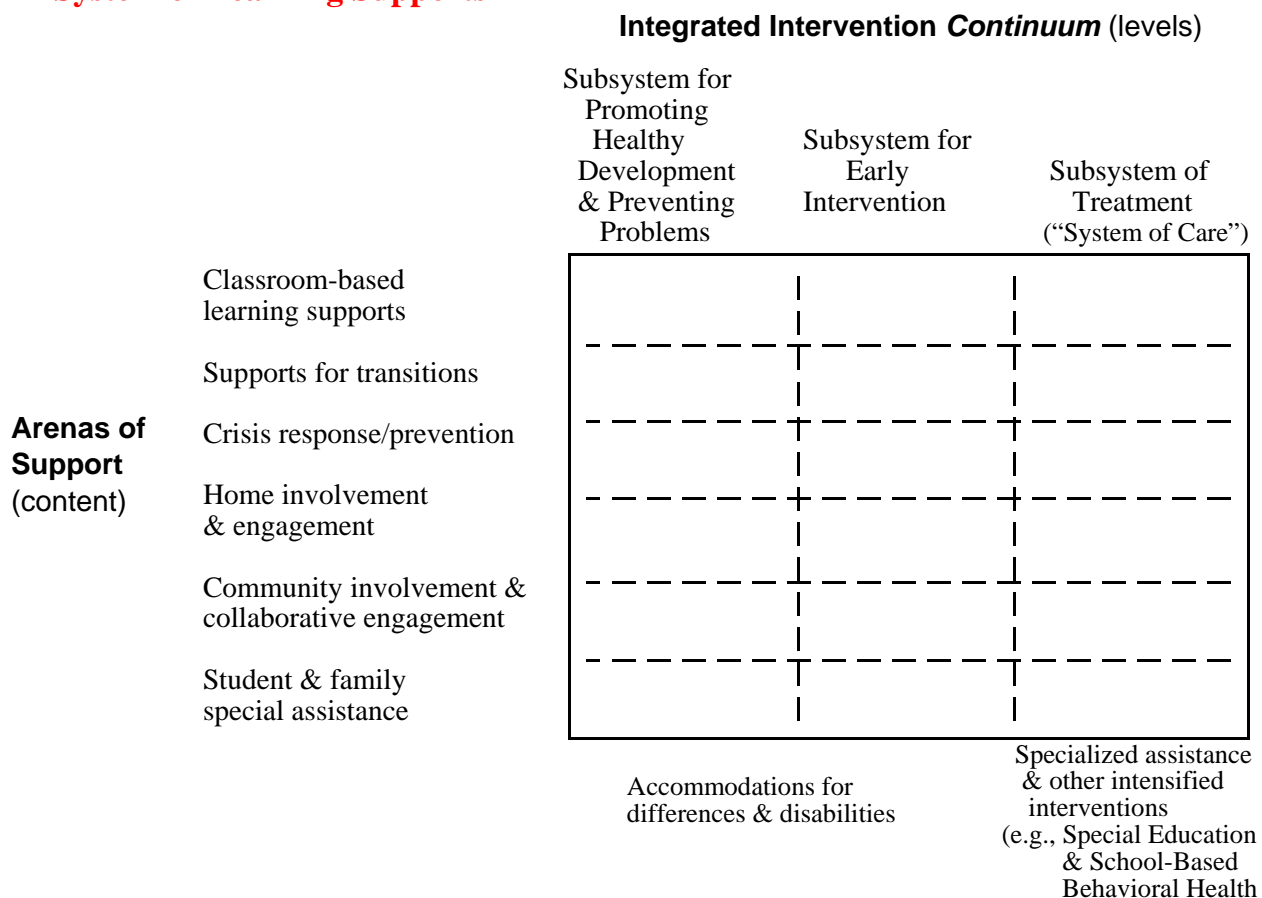 Integrated Intervention Continuum (levels)
Subsystem for
Promoting
Healthy
Development
& Preventing
Problems
Subsystem for
Early
Intervention
Subsystem of
Treatment
(“System of Care”)
Arenas of
Support
(content)
Classroom-based
learning supports
Supports for transitions
Crisis response/prevention
Home involvement
& engagement
Community involvement &
collaborative engagement
Student & family
special assistance
Accommodations for
differences & disabilities
Specialized assistance
& other intensified
interventions
(e.g., Special Education
& School-Based
Behavioral Health